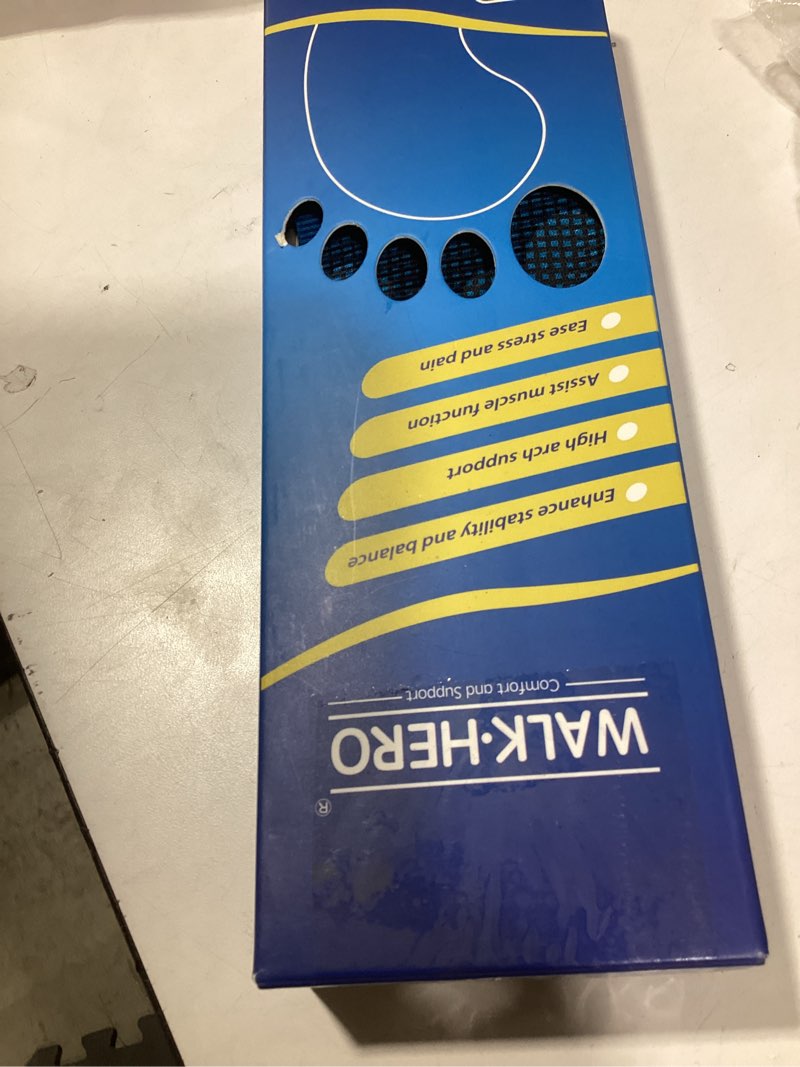 WALK·HERO
®
Comfort and Support
Enhance stability and balance
High arch support
Assist muscle function
Ease stress and pain